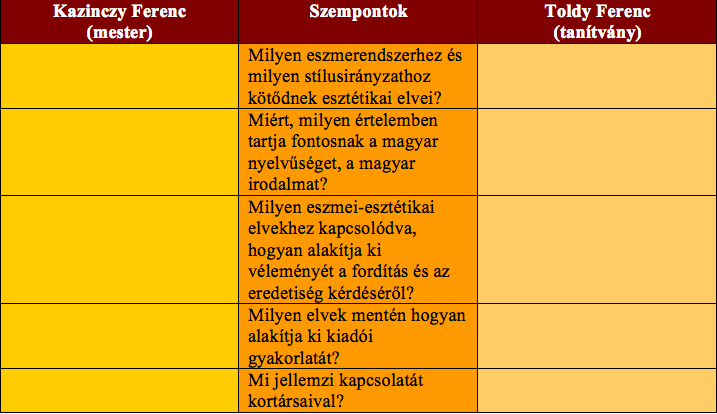 Kazinczy Ferenc
(mester)
Szempontok
Toldy Ferenc
(tanítvány)
Milyen eszmerendszerhez és
milyen stílusirányzathoz
kötődnek esztétikai elvei?
Miért, milyen értelemben
tartja fontosnak a magyar
nyelvűséget, a magyar
irodalmat?
Milyen eszmei-esztétikai
elvekhez kapcsolódva,
hogyan alakítja ki
véleményét a fordítás és az
eredetiség kérdéséről?
Milyen elvek mentén hogyan
alakítja ki kiadói
gyakorlatát?
Mi jellemzi kapcsolatát
kortársaival?